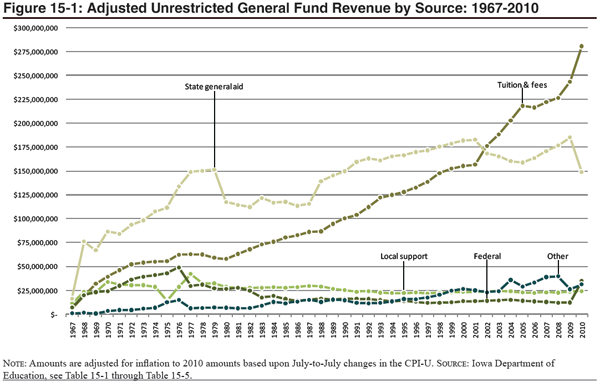 Figure 15-1: Adjusted Unrestricted General Fund Revenue by Source: 1967-2010
$300,000,000
$275,000,000
$250,000,000
$225,000,000
$200,000,000
$175,000,000
$150,000,000
$125,000,000
$100,000,000
$75,000,000
$50,000,000
$25,000,000
$-
State general aid
Tuition & fees
Local support
Federal
Other
1967 1968 1969 1970 1971 1972 1973 1974 1975 1976 1977 1978 1979 1980 1981 1982 1983 1984 1985 1986 1987 1988 1989 1990 1991 1992 1993 1994 1995 1996 1997 1998 1999 2000 2001 2002 2003 2004 2005 2006 2007 2008 2009 2010
NOTE: Amounts are adjusted for inflation to 2010 amounts based upon July-to-July changes in the CPI-U. SOURCE: Iowa Department of
Education, see Table 15-1 through Table 15-5.